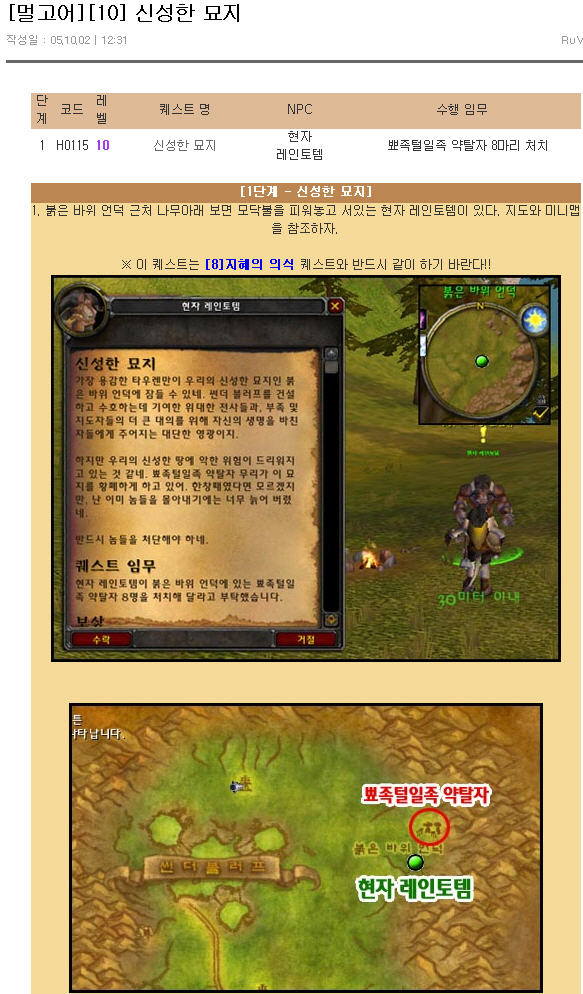 [멀고어][10] 신성한 묘지
작성일 : 05,10,02 | 12:31
RuV
단계 코드 레벨 퀘스트 명 NPC 수행 임무
1 H0115 10 신성한 묘지 현자 레인토템 뾰족털일족 약탈자 8마리 처치
[1단계 - 신성한 묘지]
1. 붉은 바위 언덕 근처 나무아래 보면 모닥불을 피워놓고 서있는 현자 레인토템이 있다. 지도와 미니맵
을 참조하자.
※ 이 퀘스트는 [8]지혜의 의식 퀘스트와 반드시 같이 하기 바란다!!
현자 레인토템
붉은 바위 언덕
N
신성한 묘지
가장 용감한 타우렌만이 우리의 신성한 묘지인 붉
은 바위 언덕에 잠들 수 있네. 썬더 블러프를 건설
하고 수호하는데 기여한 위대한 전사들과, 부족 및
지도자들의 더 큰 대의를 위해 자신의 생명을 바친
자들에게 주어지는 대단한 영광이지.
하지만 우리의 신성한 땅에 악한 위험이 드리워지
고 있는 것 같네. 뾰족털일족 약탈자 무리가 이 묘
지를 황폐하게 하고 있어. 한창때였다면 모르겠지
만, 난 이미 놈들을 몰아내기에는 너무 늙어 버렸
네.
반드시 놈들을 처단해야 하네.
퀘스트 임무
현자 레인토템이 붉은 바위 언덕에 있는 뾰족털일
족 약탈자 8명을 처치해 달라고 부탁했습니다.
보상
수락
거절
현자 레인토템
30미터 이내
튼
나타납니다.
뾰족털일족 약탈자
붉은 바위 언덕
썬더블러프
현자 레인토템